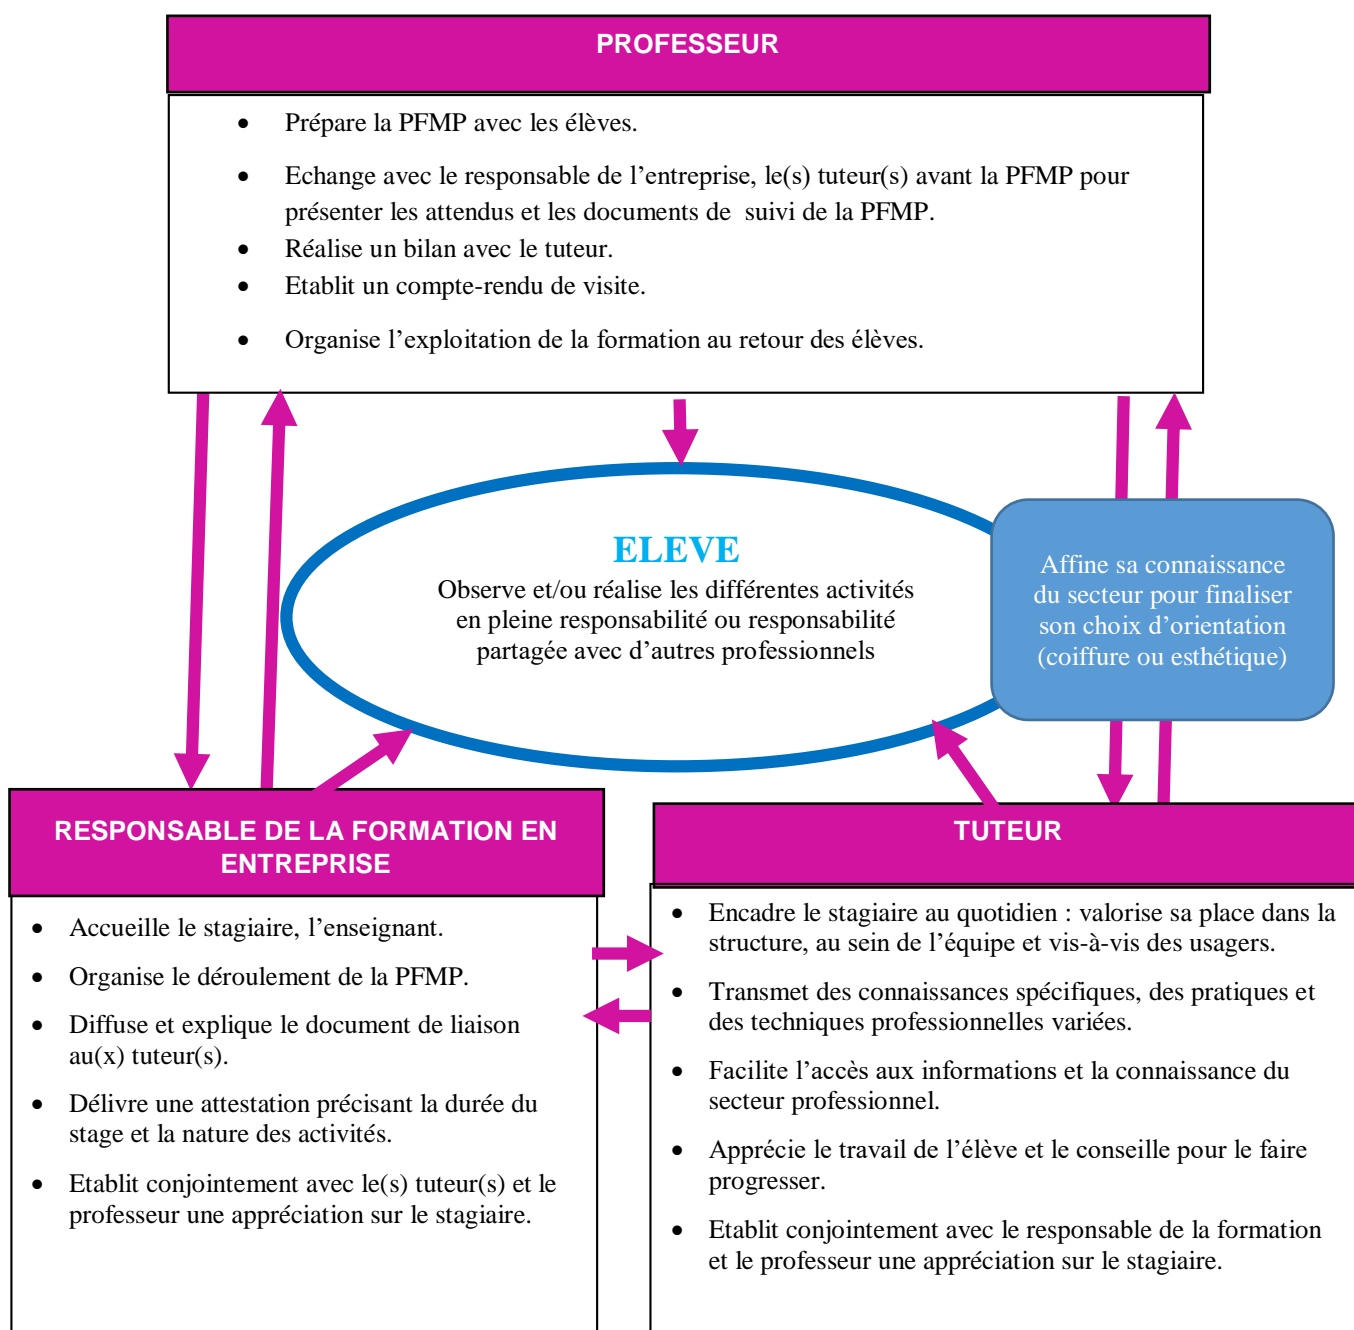 PROFESSEUR
• Prépare la PFMP avec les élèves.
• Echange avec le responsable de l’entreprise, le(s) tuteur(s) avant la PFMP pour
présenter les attendus et les documents de suivi de la PFMP.
• Réalise un bilan avec le tuteur.
• Etablit un compte-rendu de visite.
• Organise l’exploitation de la formation au retour des élèves.
ELEVE
Observe et/ou réalise les différentes activités
en pleine responsabilité ou responsabilité
partagée avec d’autres professionnels
Affine sa connaissance
du secteur pour finaliser
son choix d’orientation
(coiffure ou esthétique)
RESPONSABLE DE LA FORMATION EN
ENTREPRISE
• Accueille le stagiaire, l’enseignant.
• Organise le déroulement de la PFMP.
• Diffuse et explique le document de liaison
au(x) tuteur(s).
• Délivre une attestation précisant la durée du
stage et la nature des activités.
• Etablit conjointement avec le(s) tuteur(s) et le
professeur une appréciation sur le stagiaire.
TUTEUR
• Encadre le stagiaire au quotidien : valorise sa place dans la
structure, au sein de l’équipe et vis-à-vis des usagers.
• Transmet des connaissances spécifiques, des pratiques et
des techniques professionnelles variées.
• Facilite l’accès aux informations et la connaissance du
secteur professionnel.
• Apprécie le travail de l’élève et le conseille pour le faire
progresser.
• Etablit conjointement avec le responsable de la formation
et le professeur une appréciation sur le stagiaire.